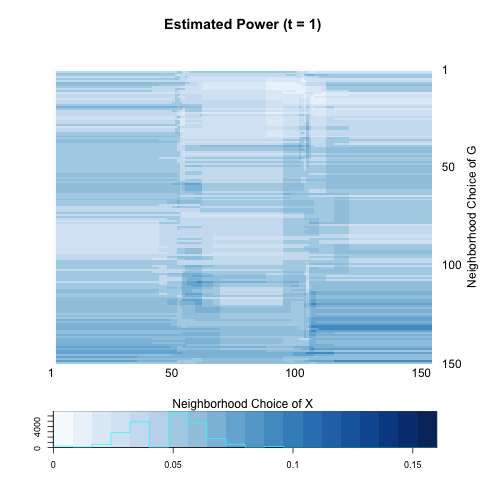 Estimated Power (t = 1)
1
50
100
150
Neighborhood Choice of G
1 50 100 150
Neighborhood Choice of X
0 4000
0 0.05 0.1 0.15